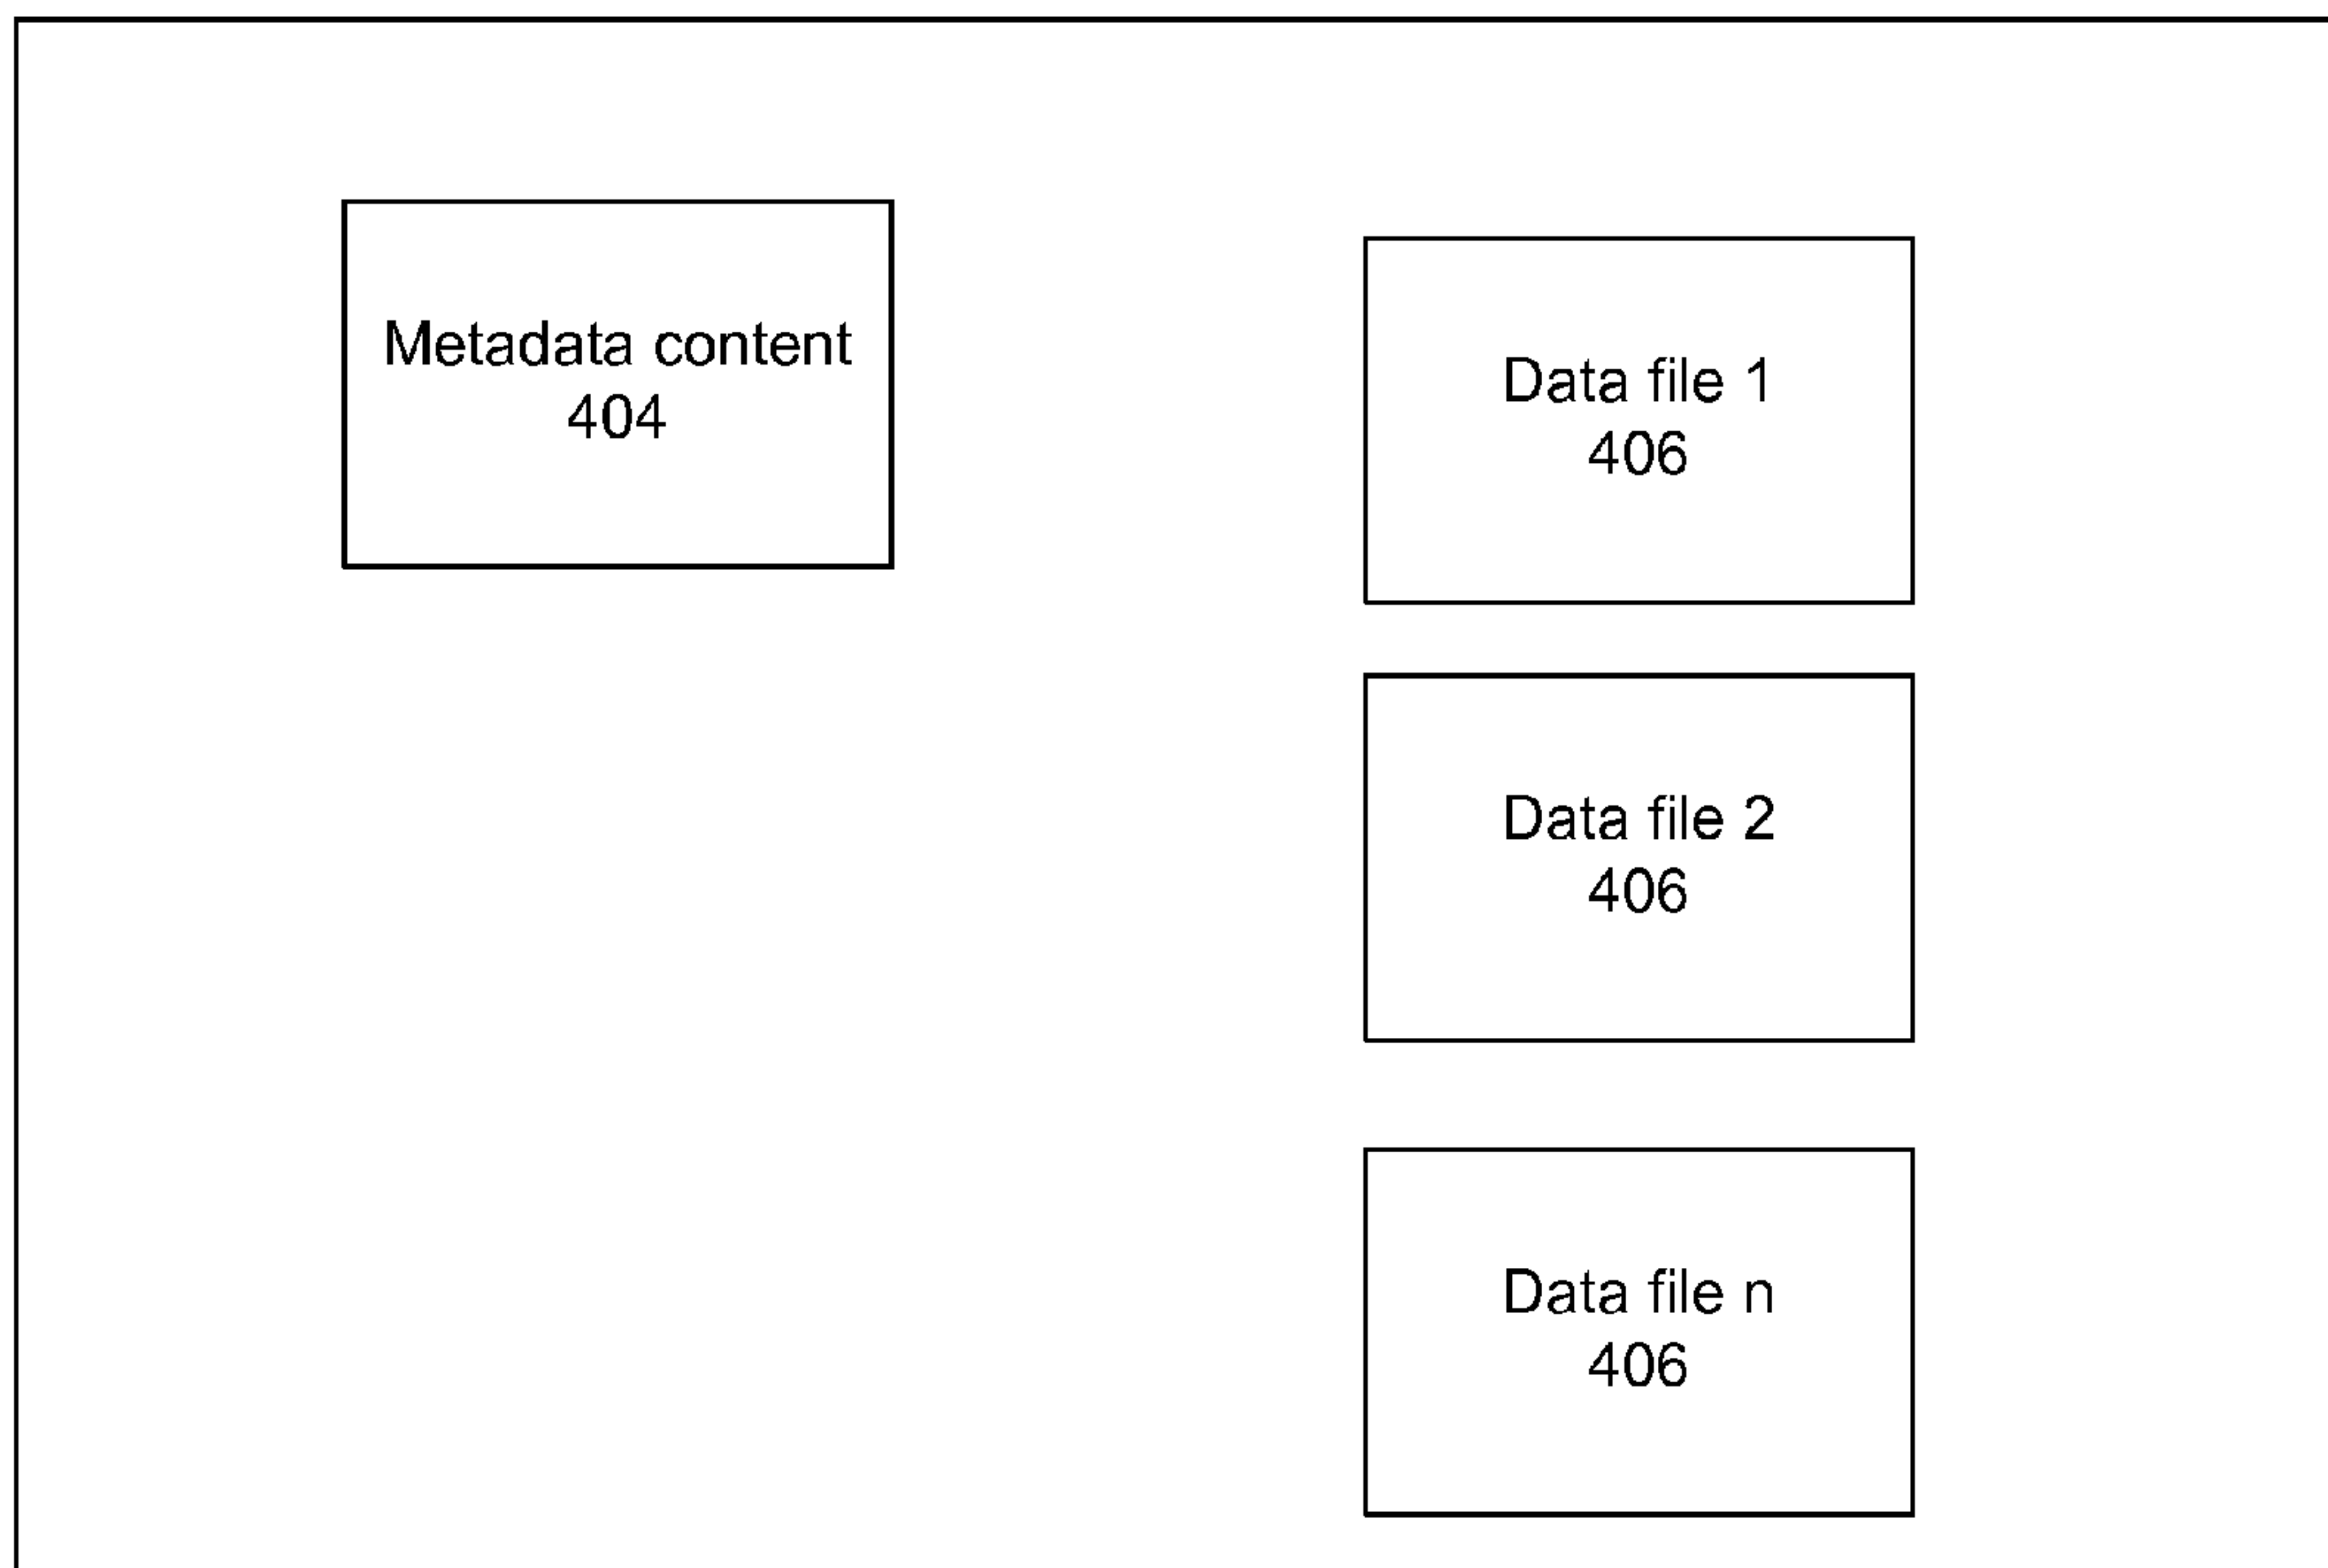 Metadata content
404
Data file 1
406
Data file 2
406
Data file n
406